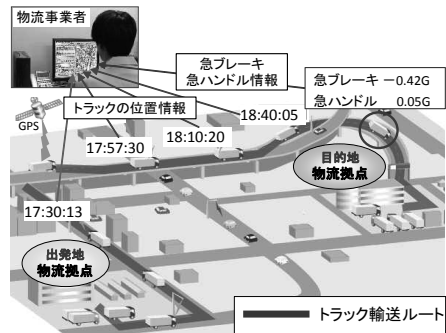 物流事業者
急ブレーキ
急ハンドル情報
急ブレーキ －0.42G
急ハンドル 0.05G
トラックの位置情報
GPS
18:40:05
18:10:20
17:57:30
17:30:13
目的地
物流拠点
出発地
物流拠点
トラック輸送ルート